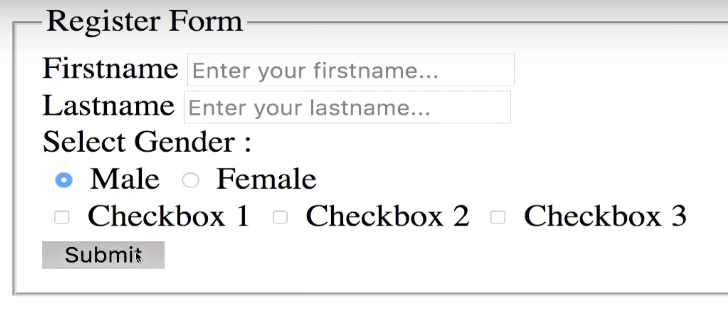 Register Form
Firstname Enter your firstname...
Lastname Enter your lastname...
Select Gender :
Male Female
Checkbox 1 Checkbox 2 Checkbox 3
Submit